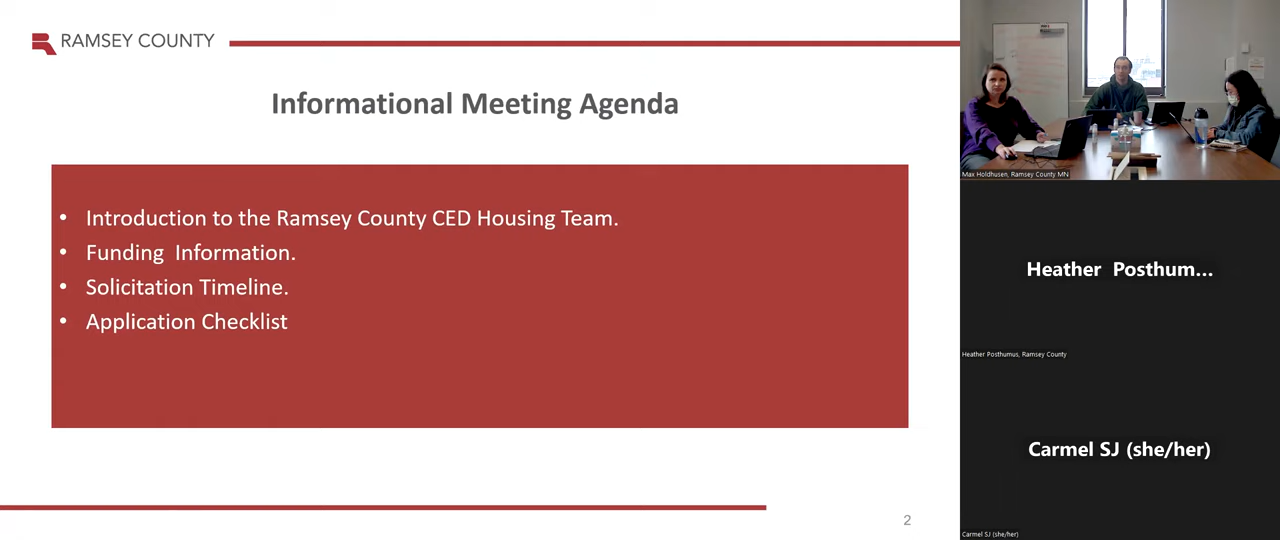 RAMSEY COUNTY
Informational Meeting Agenda
• Introduction to the Ramsey County CED Housing Team.
• Funding Information.
• Solicitation Timeline.
• Application Checklist
2
Max Holdhusen, Ramsey County MN
Heather Posthum...
Heather Posthumus, Ramsey County
Carmel SJ (she/her)
Carmel SJ (she/her)